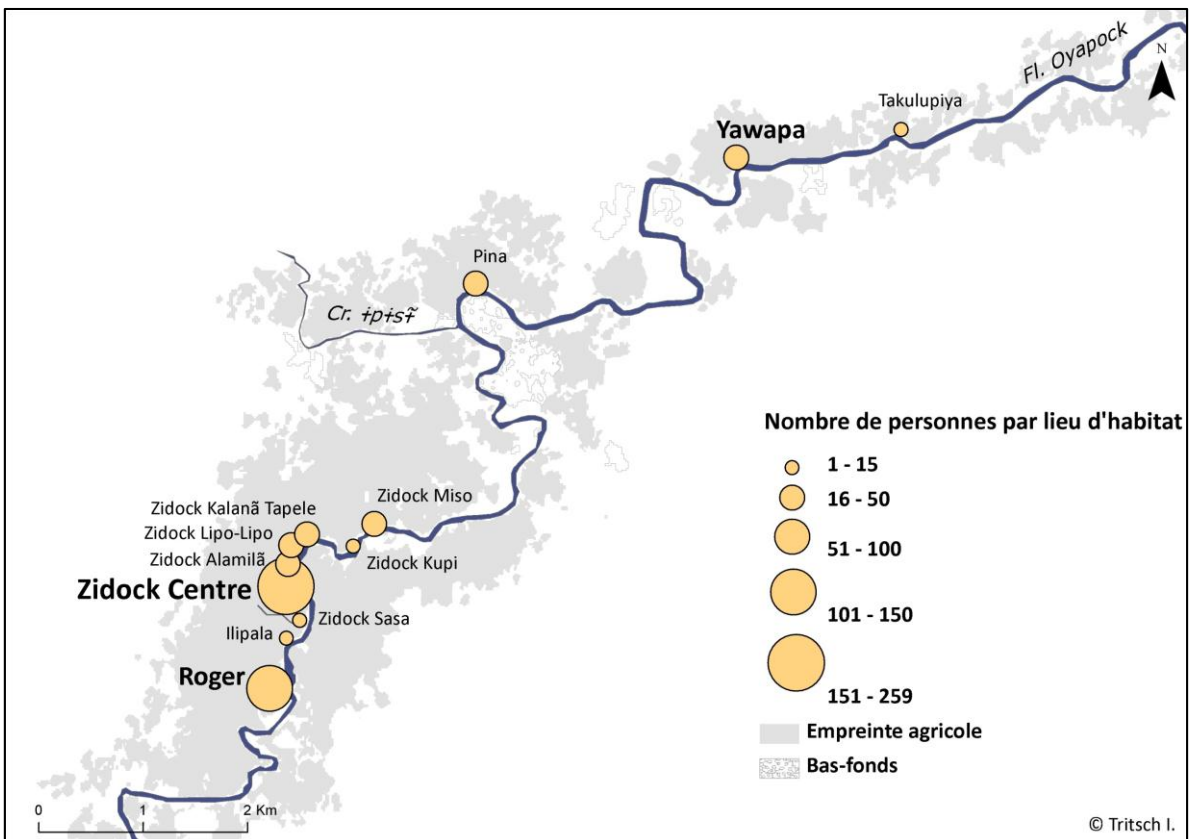 Fl. Oyapock
N
Takulupiya
Yawapa
Pina
Cr. ɨpɨsɨ̃
Zidock Miso
Zidock Kalanã Tapele
Zidock Lipo-Lipo
Zidock Alamilã
Zidock Kupi
Zidock Centre
Zidock Sasa
Ilipala
Roger
Nombre de personnes par lieu d'habitat
1 - 15
16 - 50
51 - 100
101 - 150
151 - 259
Empreinte agricole
Bas-fonds
0 1 2 Km
© Tritsch I.